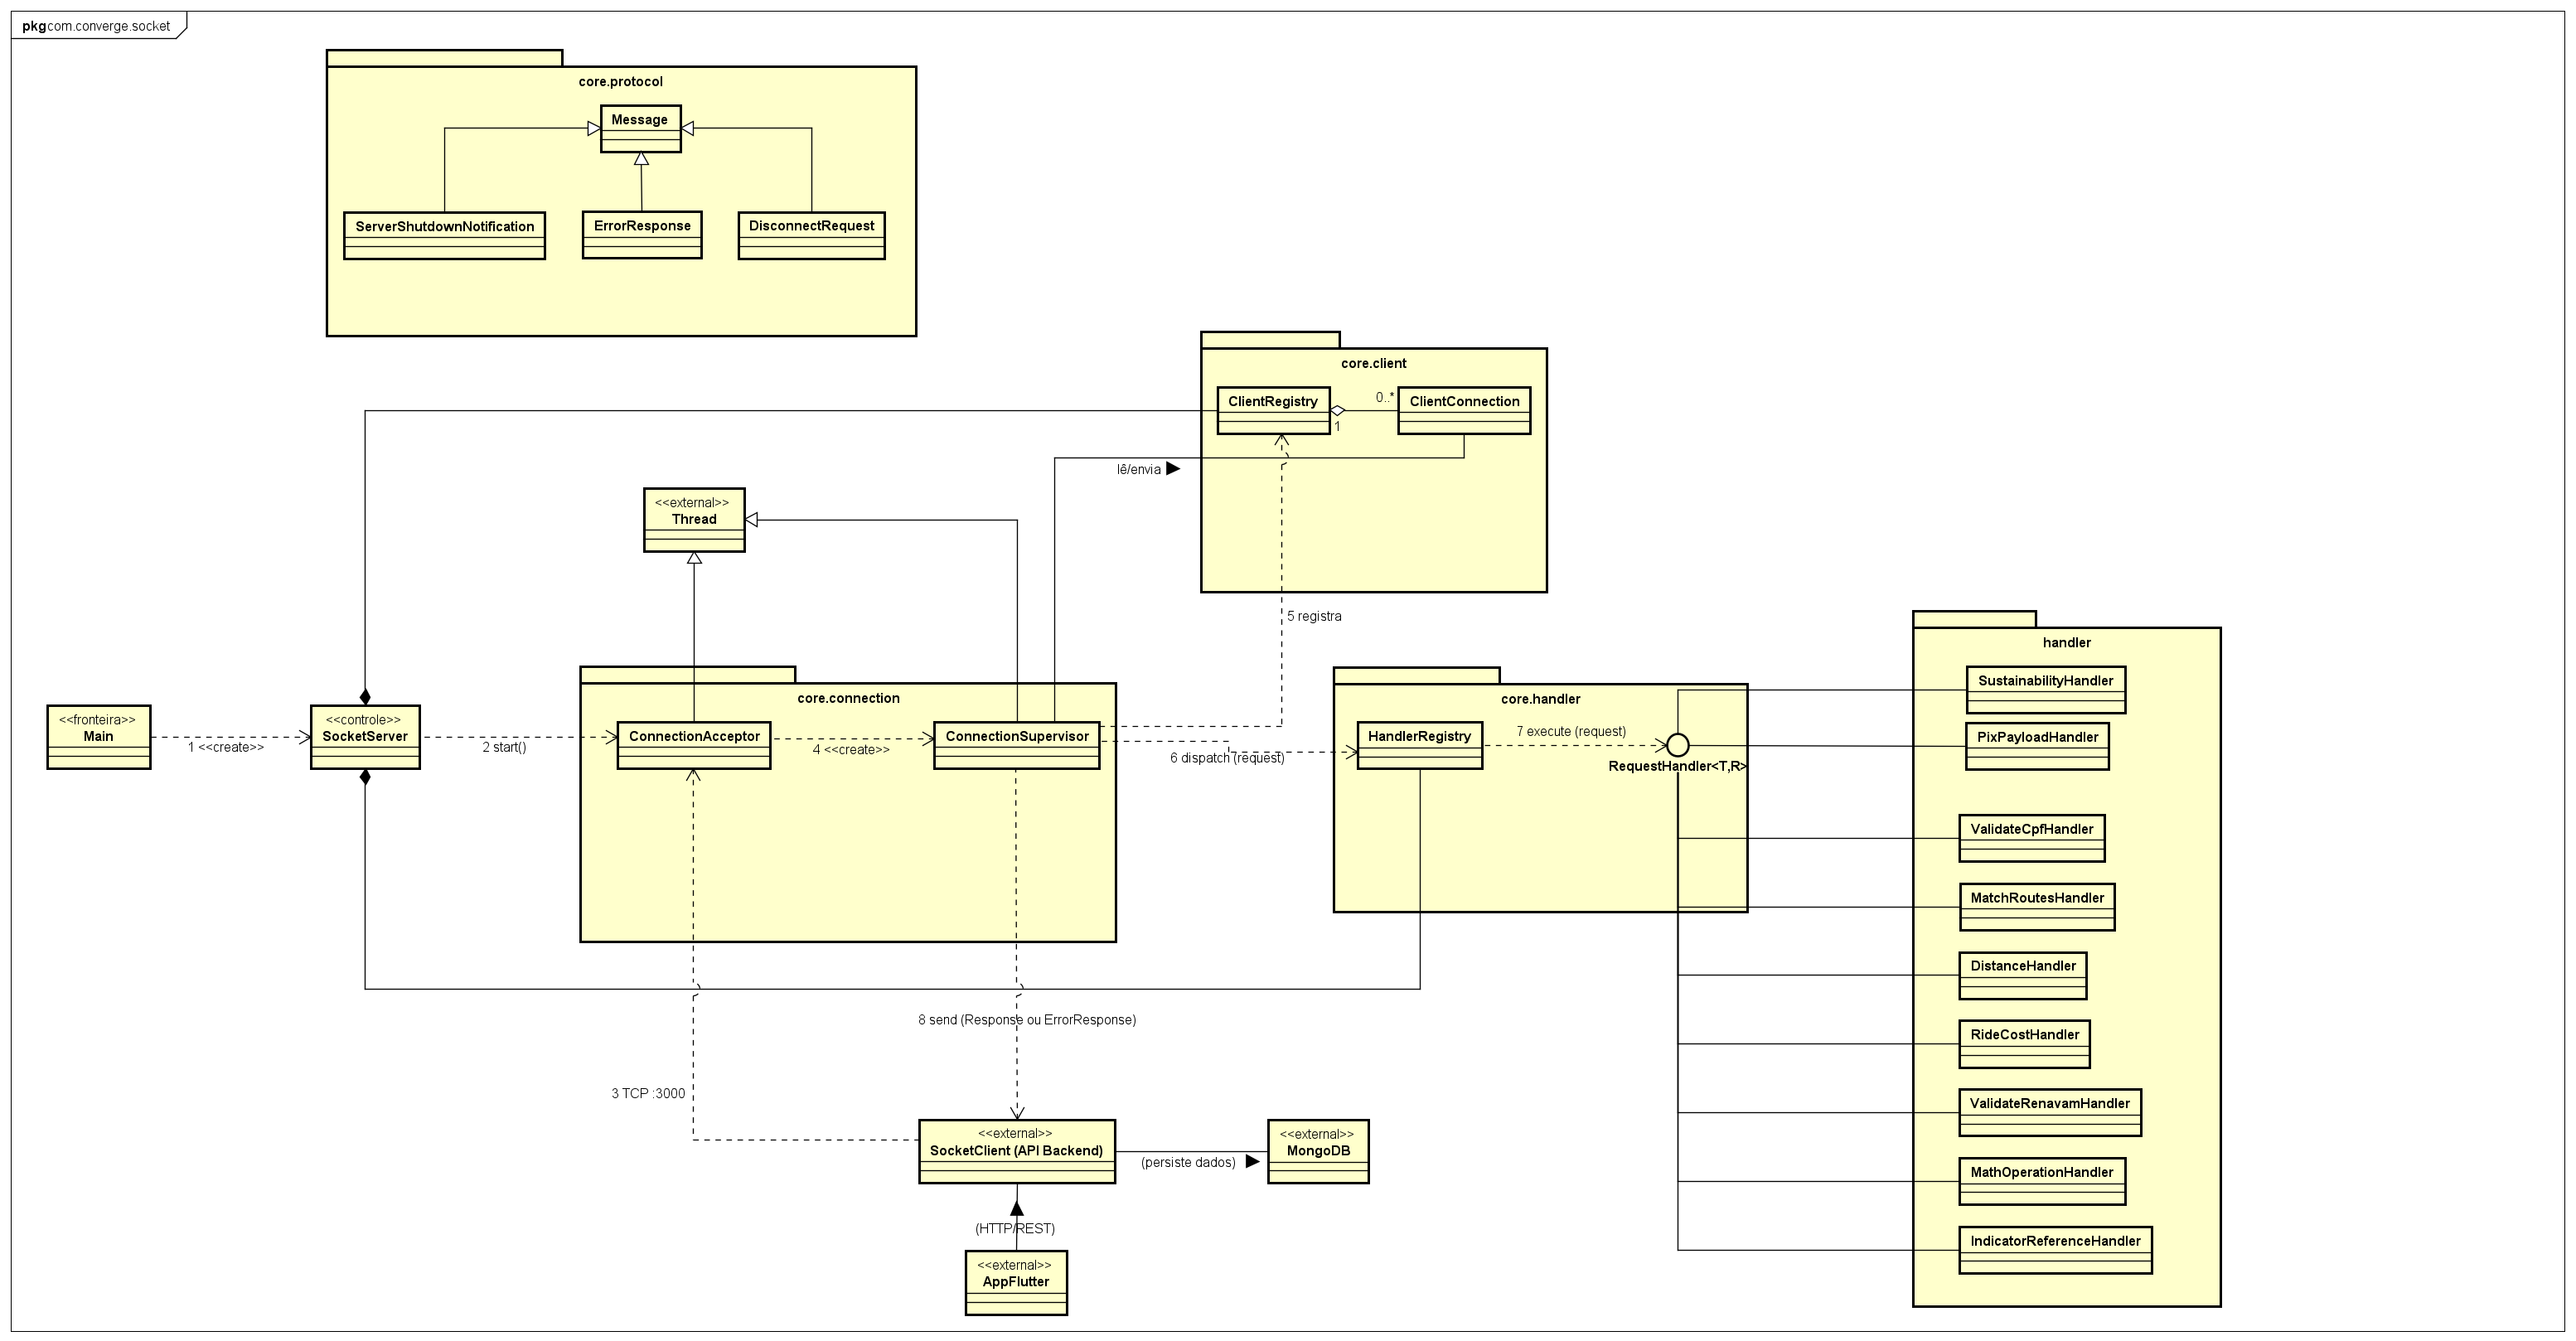 pkg com.converge.socket
core.protocol
Message
ServerShutdownNotification
ErrorResponse
DisconnectRequest
core.client
ClientRegistry
0..*
1
ClientConnection
lê/envia
<<external>>
Thread
5 registra
core.connection
<<fronteira>>
Main
1 <<create>>
<<controle>>
SocketServer
2 start()
ConnectionAcceptor
4 <<create>>
ConnectionSupervisor
6 dispatch (request)
core.handler
HandlerRegistry
7 execute (request)
RequestHandler<T,R>
handler
SustainabilityHandler
PixPayloadHandler
ValidateCpfHandler
MatchRoutesHandler
DistanceHandler
RideCostHandler
ValidateRenavamHandler
MathOperationHandler
IndicatorReferenceHandler
8 send (Response ou ErrorResponse)
3 TCP :3000
<<external>>
SocketClient (API Backend)
(persiste dados)
<<external>>
MongoDB
(HTTP/REST)
<<external>>
AppFlutter